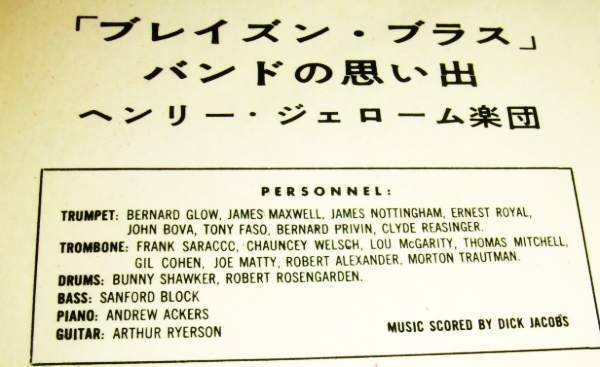 「ブレイズン・ブラス」
バンドの思い出
ヘンリー・ジェローム楽団
PERSONNEL:
TRUMPET: BERNARD GLOW, JAMES MAXWELL, JAMES NOTTINGHAM, ERNEST ROYAL,
JOHN BOVA, TONY FASO, BERNARD PRIVIN, CLYDE REASINGER.
TROMBONE: FRANK SARACCC, CHAUNCEY WELSCH, LOU McGARITY, THOMAS MITCHELL,
GIL COHEN, JOE MATTY, ROBERT ALEXANDER, MORTON TRAUTMAN.
DRUMS: BUNNY SHAWKER, ROBERT ROSENGARDEN.
BASS: SANFORD BLOCK
PIANO: ANDREW ACKERS
GUITAR: ARTHUR RYERSON
MUSIC SCORED BY DICK JACOBS